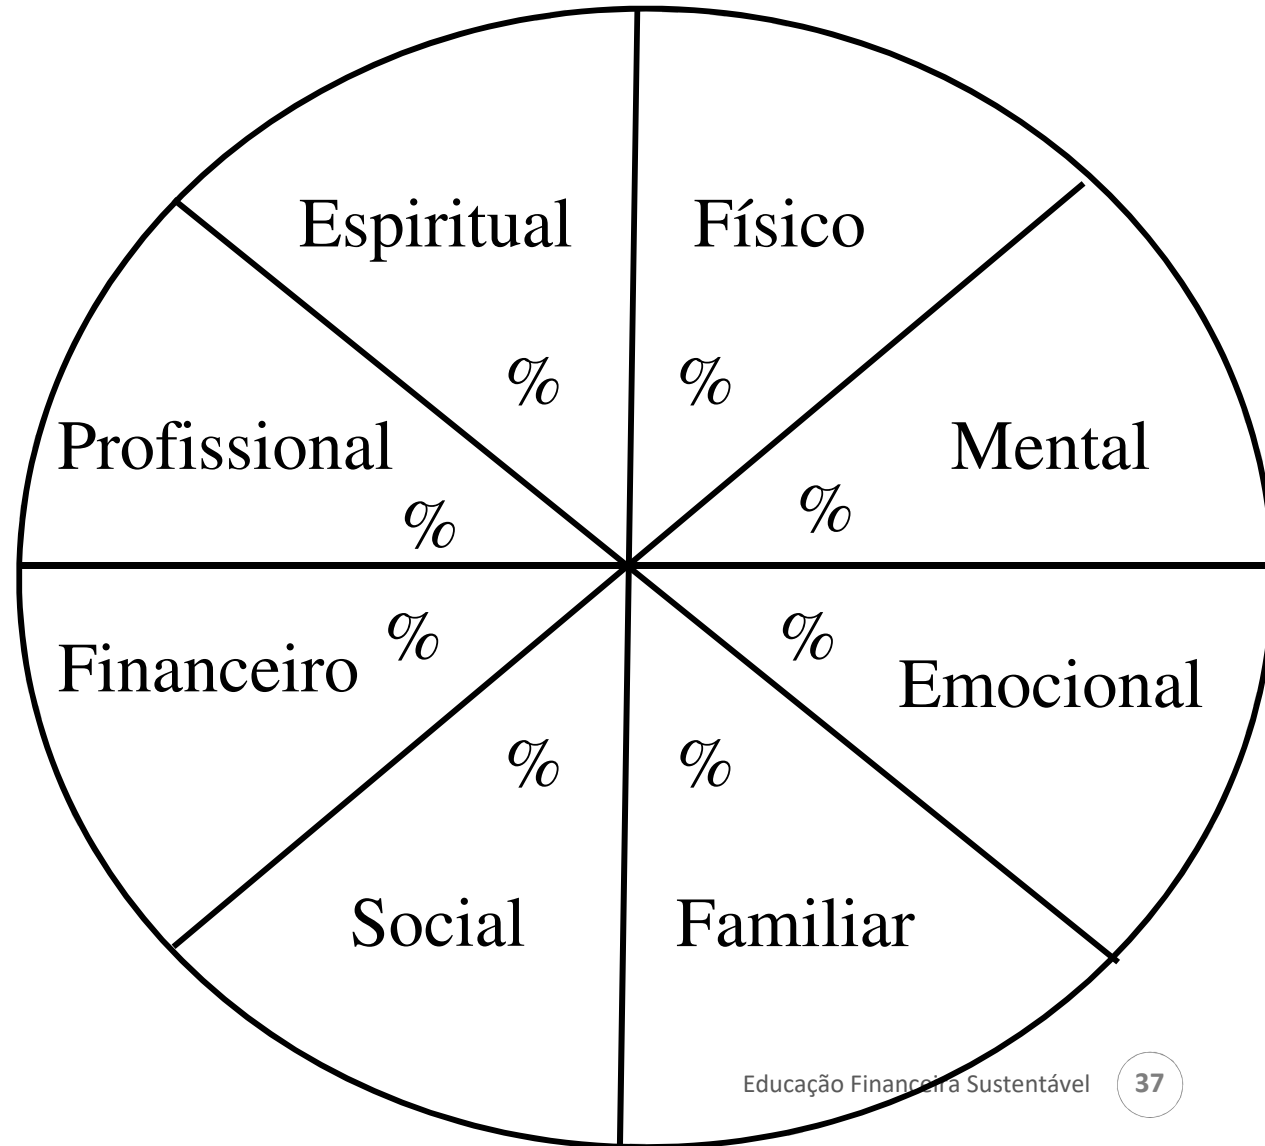 Espiritual
Físico
%
%
Profissional
Mental
%
%
Financeiro
%
%
Emocional
%
%
Social
Familiar
Educação Financeira Sustentável
37